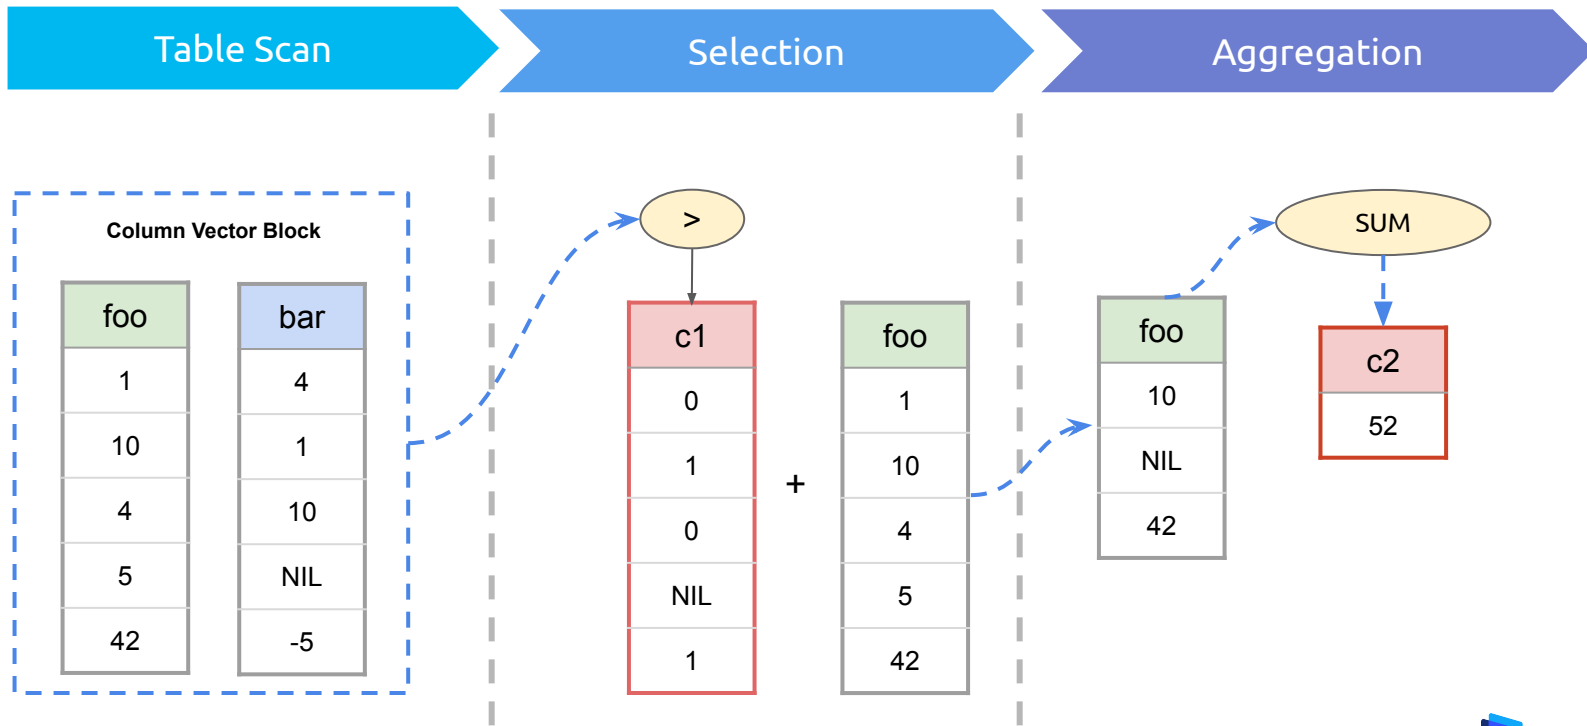 Table Scan
Selection
Aggregation
Column Vector Block
foo
1
10
4
5
42
bar
4
1
10
NIL
-5
>
c1
0
1
0
NIL
1
+
foo
1
10
4
5
42
foo
10
NIL
42
SUM
c2
52